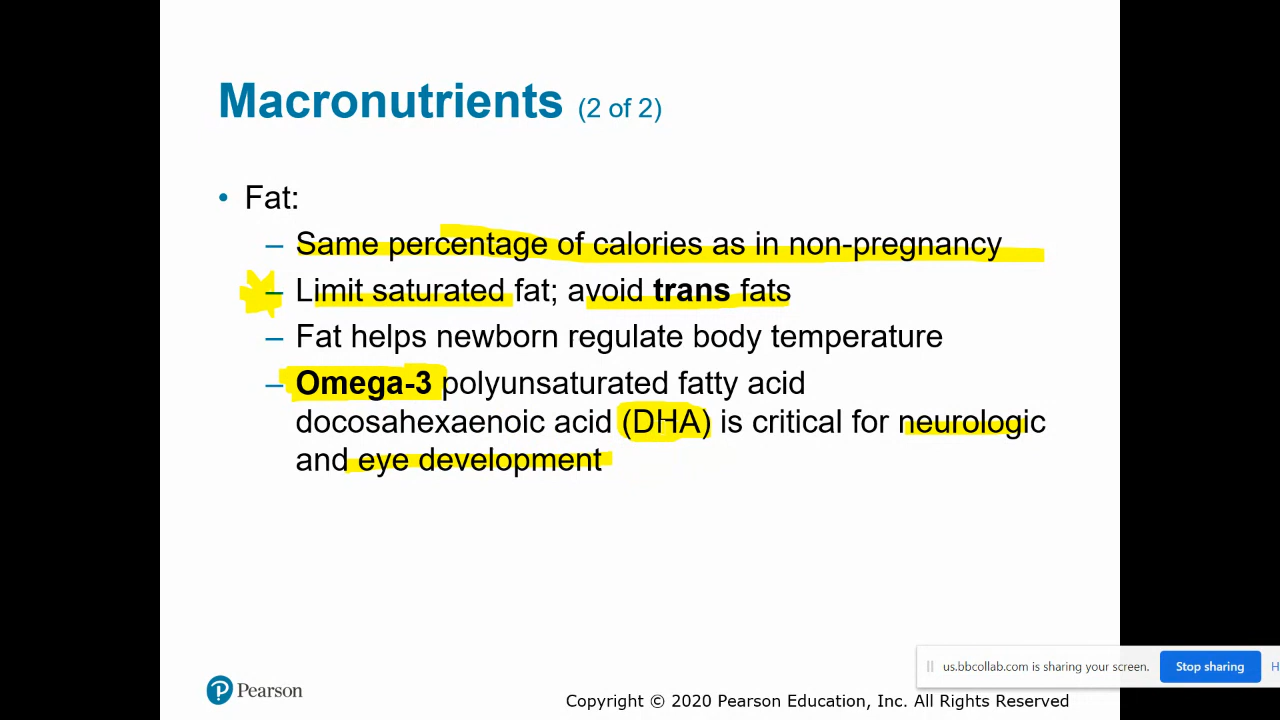 Macronutrients (2 of 2)
• Fat:
– Same percentage of calories as in non-pregnancy
– Limit saturated fat; avoid trans fats
– Fat helps newborn regulate body temperature
– Omega-3 polyunsaturated fatty acid
docosahexaenoic acid (DHA) is critical for neurologic
and eye development
us.bbcollab.com is sharing your screen. Stop sharing H
P Pearson
Copyright © 2020 Pearson Education, Inc. All Rights Reserved